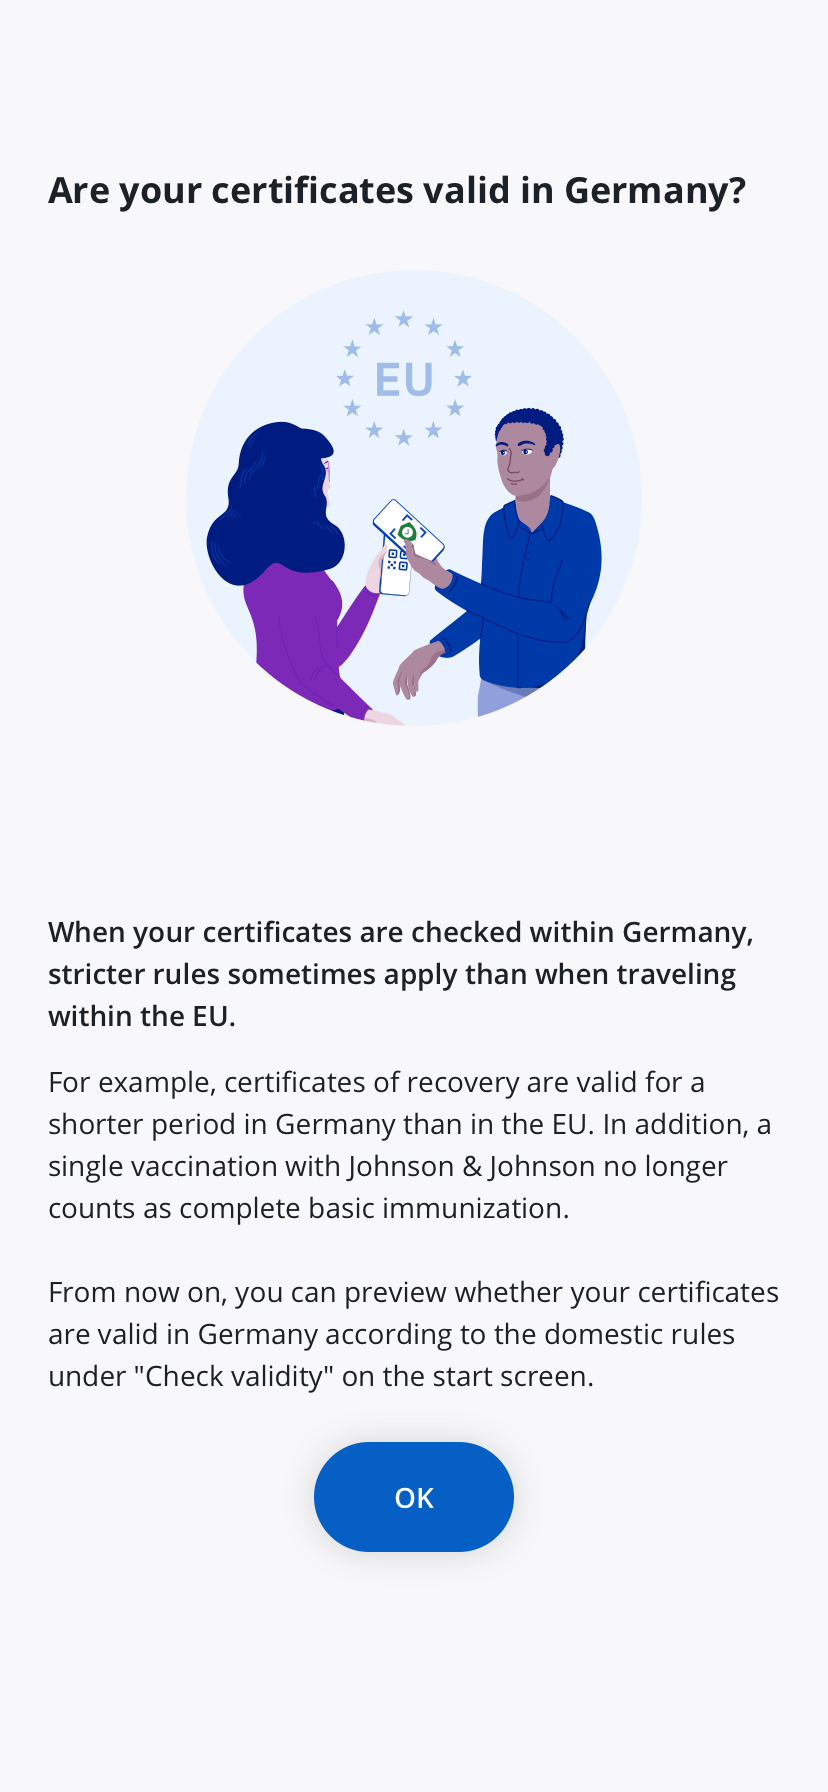 Are your certificates valid in Germany?
EU
When your certificates are checked within Germany,
stricter rules sometimes apply than when traveling
within the EU.
For example, certificates of recovery are valid for a
shorter period in Germany than in the EU. In addition, a
single vaccination with Johnson & Johnson no longer
counts as complete basic immunization.
From now on, you can preview whether your certificates
are valid in Germany according to the domestic rules
under "Check validity" on the start screen.
OK